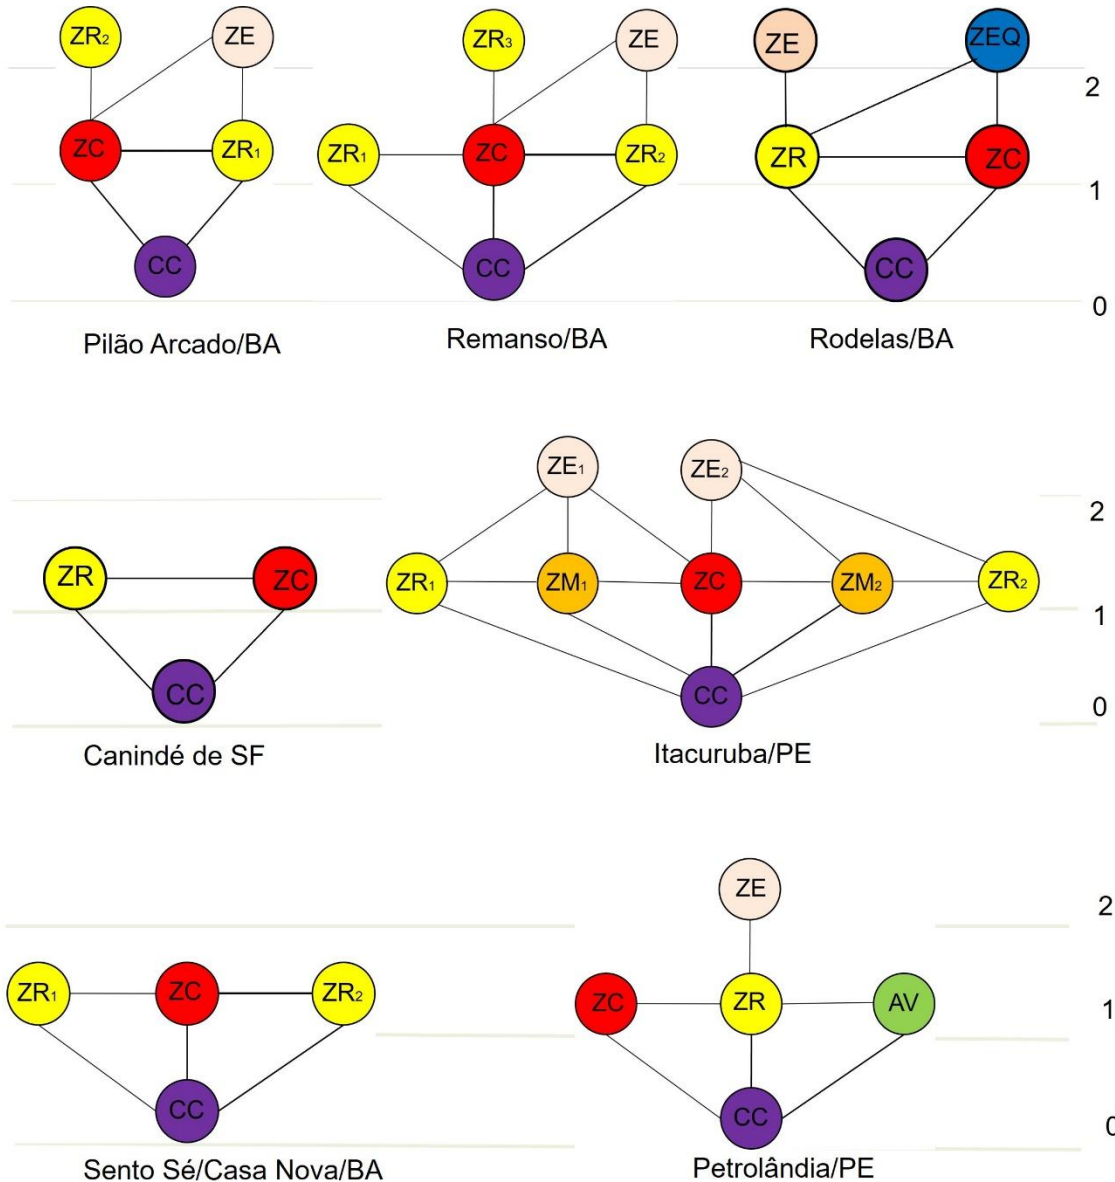 ZR2 ZE ZR3 ZE ZE ZEQ
2
ZC ZR1 ZR1 ZC ZR2 ZR ZC
1
CC CC CC
0
Pilão Arcado/BA Remanso/BA Rodelas/BA
ZE1 ZE2
2
ZR ZC ZR1 ZM1 ZC ZM2 ZR2
1
CC CC
0
Canindé de SF Itacuruba/PE
ZE
2
ZR1 ZC ZR2 ZC ZR AV
1
CC CC
0
Sento Sé/Casa Nova/BA Petrolândia/PE